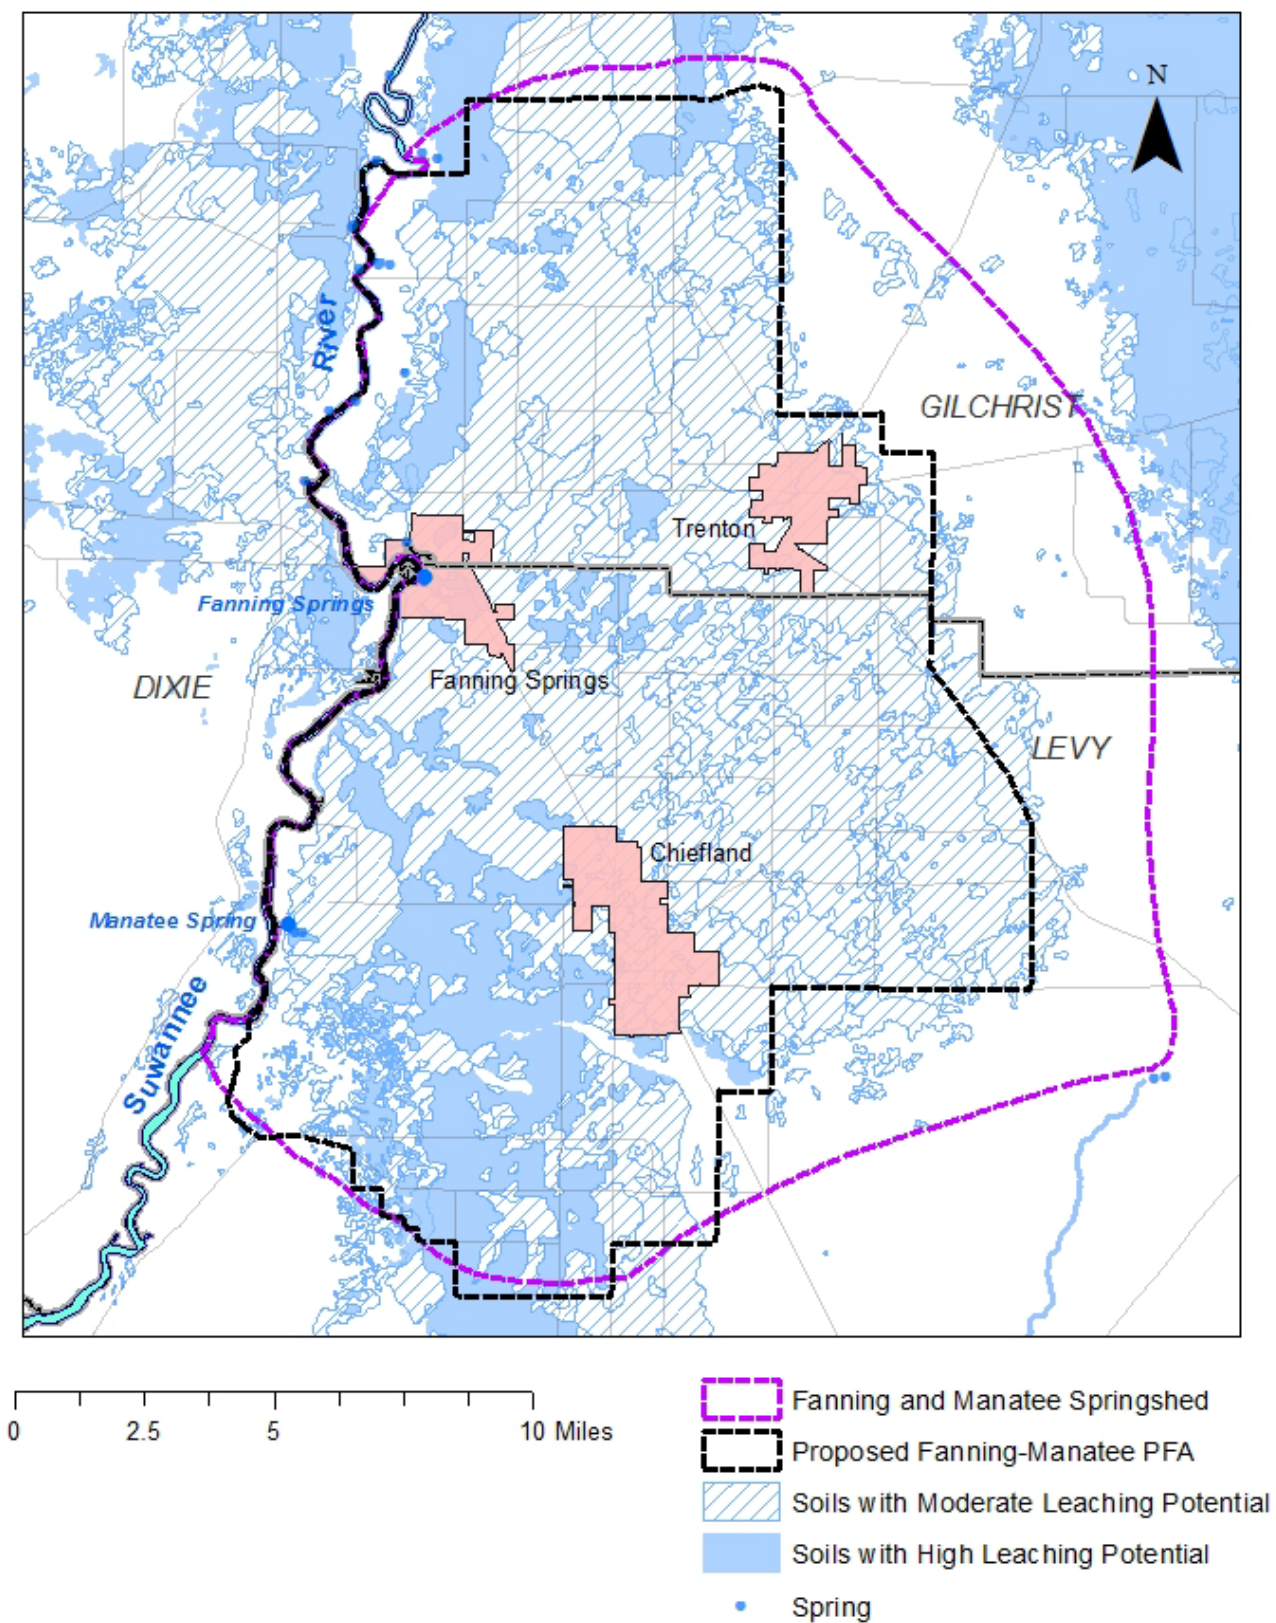 N
River
GILCHRIST
Trenton
Fanning Springs
Fanning Springs
DIXIE
LEVY
Chiefland
Manatee Spring
Suwannee
0 2.5 5 10 Miles
Fanning and Manatee Springshed
Proposed Fanning-Manatee PFA
Soils with Moderate Leaching Potential
Soils with High Leaching Potential
Spring